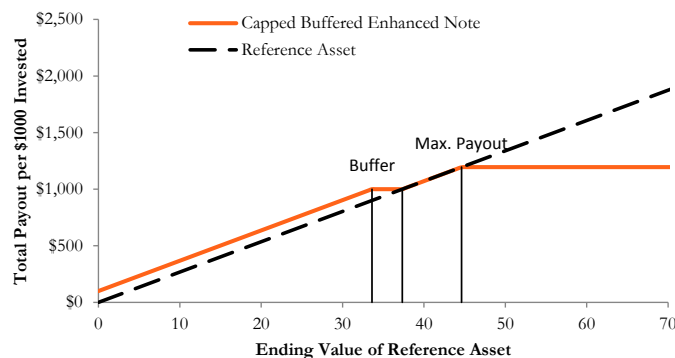 Total Payout per $1000 Invested
$2,500
$2,000
$1,500
$1,000
$500
$0
Capped Buffered Enhanced Note
Reference Asset
Max. Payout
Buffer
0 10 20 30 40 50 60 70
Ending Value of Reference Asset